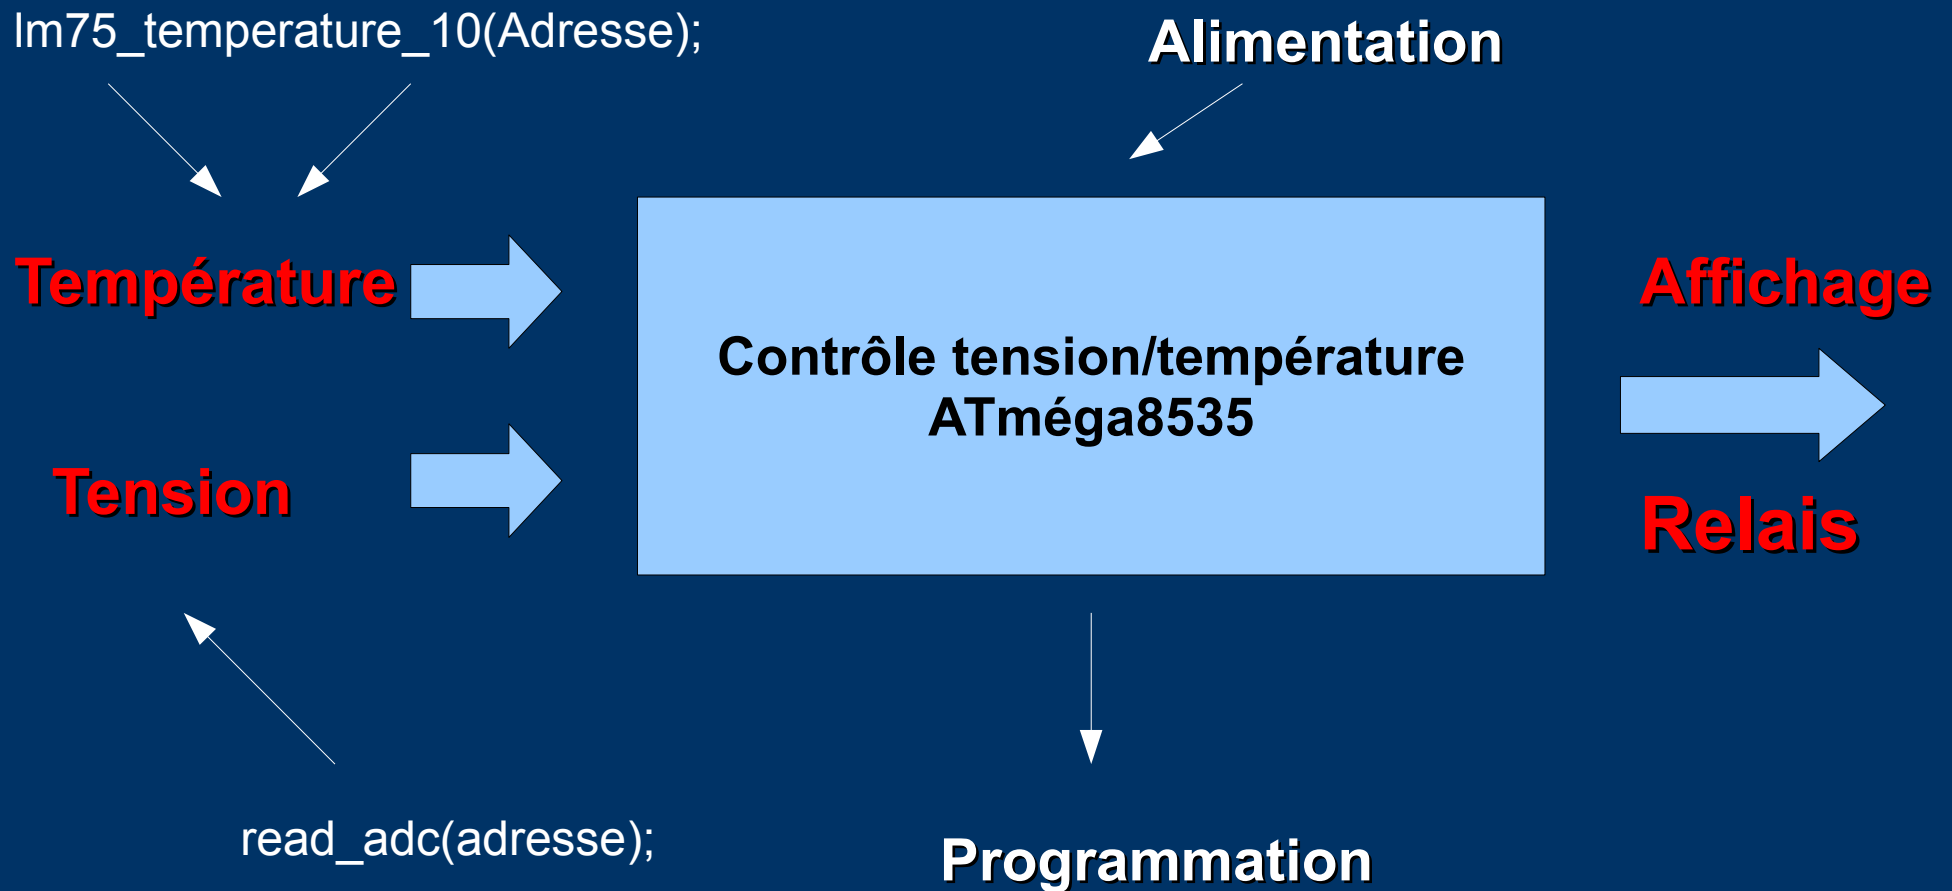 lm75_temperature_10(Adresse);
Alimentation
Température
Affichage
Contrôle tension/température
ATméga8535
Tension
Relais
read_adc(adresse);
Programmation